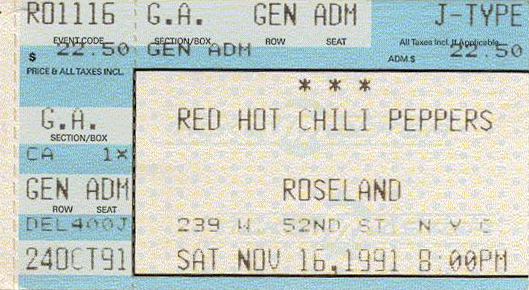 R01116 G.A. GEN ADM J-TYPE
EVENT CODE SECTION/BOX ROW SEAT All Taxes Incl. If Applicable
$ 22.50 GEN ADM ADM $ 22.50
PRICE & ALL TAXES INCL.
* * *
G.A. RED HOT CHILI PEPPERS
SECTION/BOX
CA 1*
GEN ADM ROSELAND
ROW SEAT
DEL400J 239 W. 52ND ST. N Y C
24OCT91 SAT NOV 16,1991 8:00PM